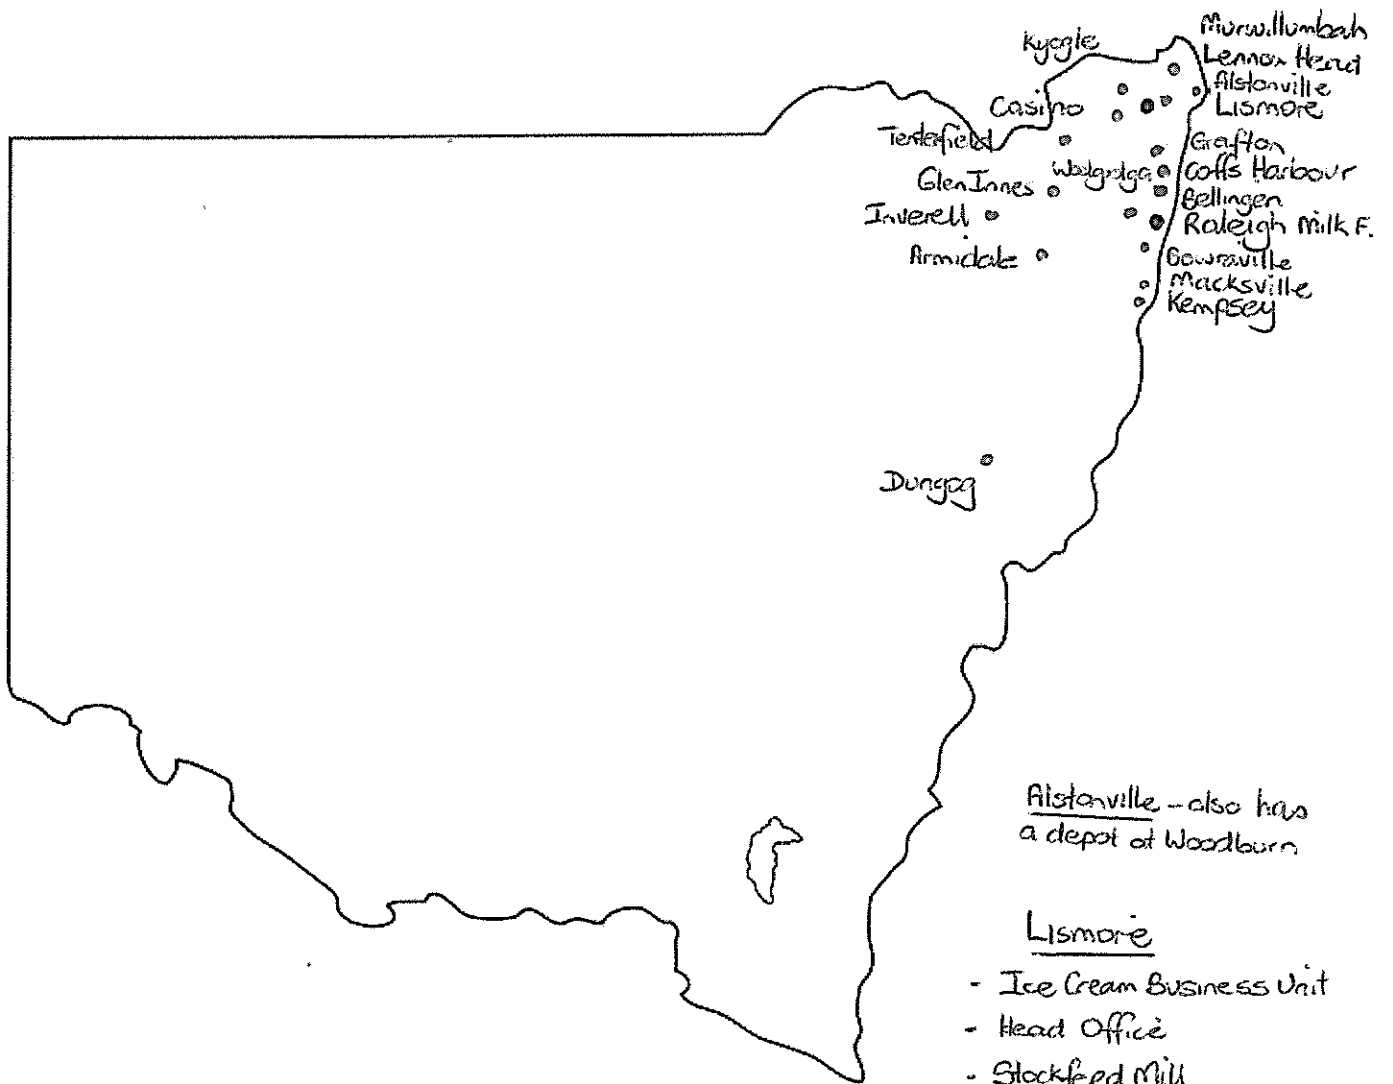 Murwillumbah
Kyogle
Lennox Head
Alstonville
Casino
Lismore
Tenterfield
Grafton
Woolgoolga
Coffs Harbour
Glen Innes
Bellingen
Inverell
Raleigh Milk F.
Armidale
Bowraville
Macksville
Kempsey
Dungog
Alstonville - also has
a depot at Woodburn
Lismore
- Ice Cream Business Unit
- Head Office
- Stockfeed Mill